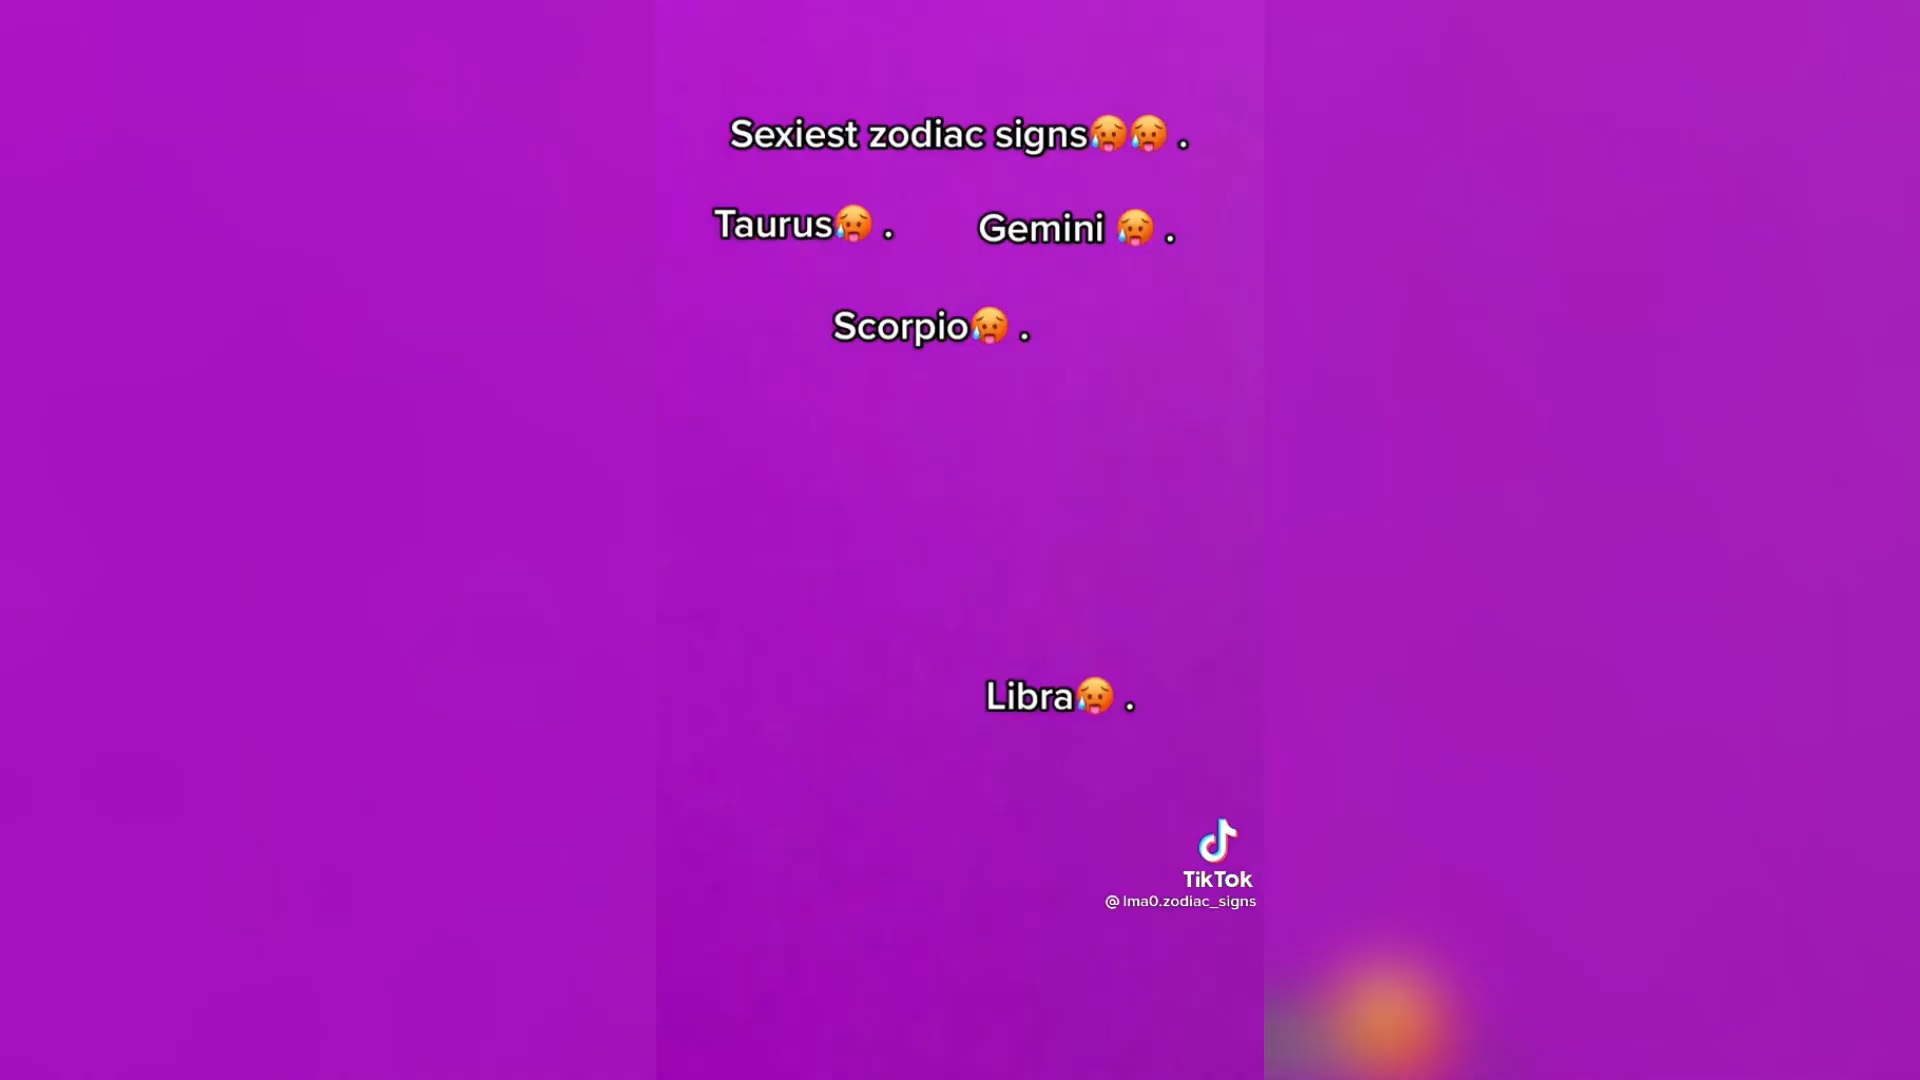 Sexiest zodiac signs🥵🥵 .
Taurus🥵 . Gemini 🥵 .
Scorpio🥵 .
Libra🥵 .
TikTok
@lma0.zodiac_signs